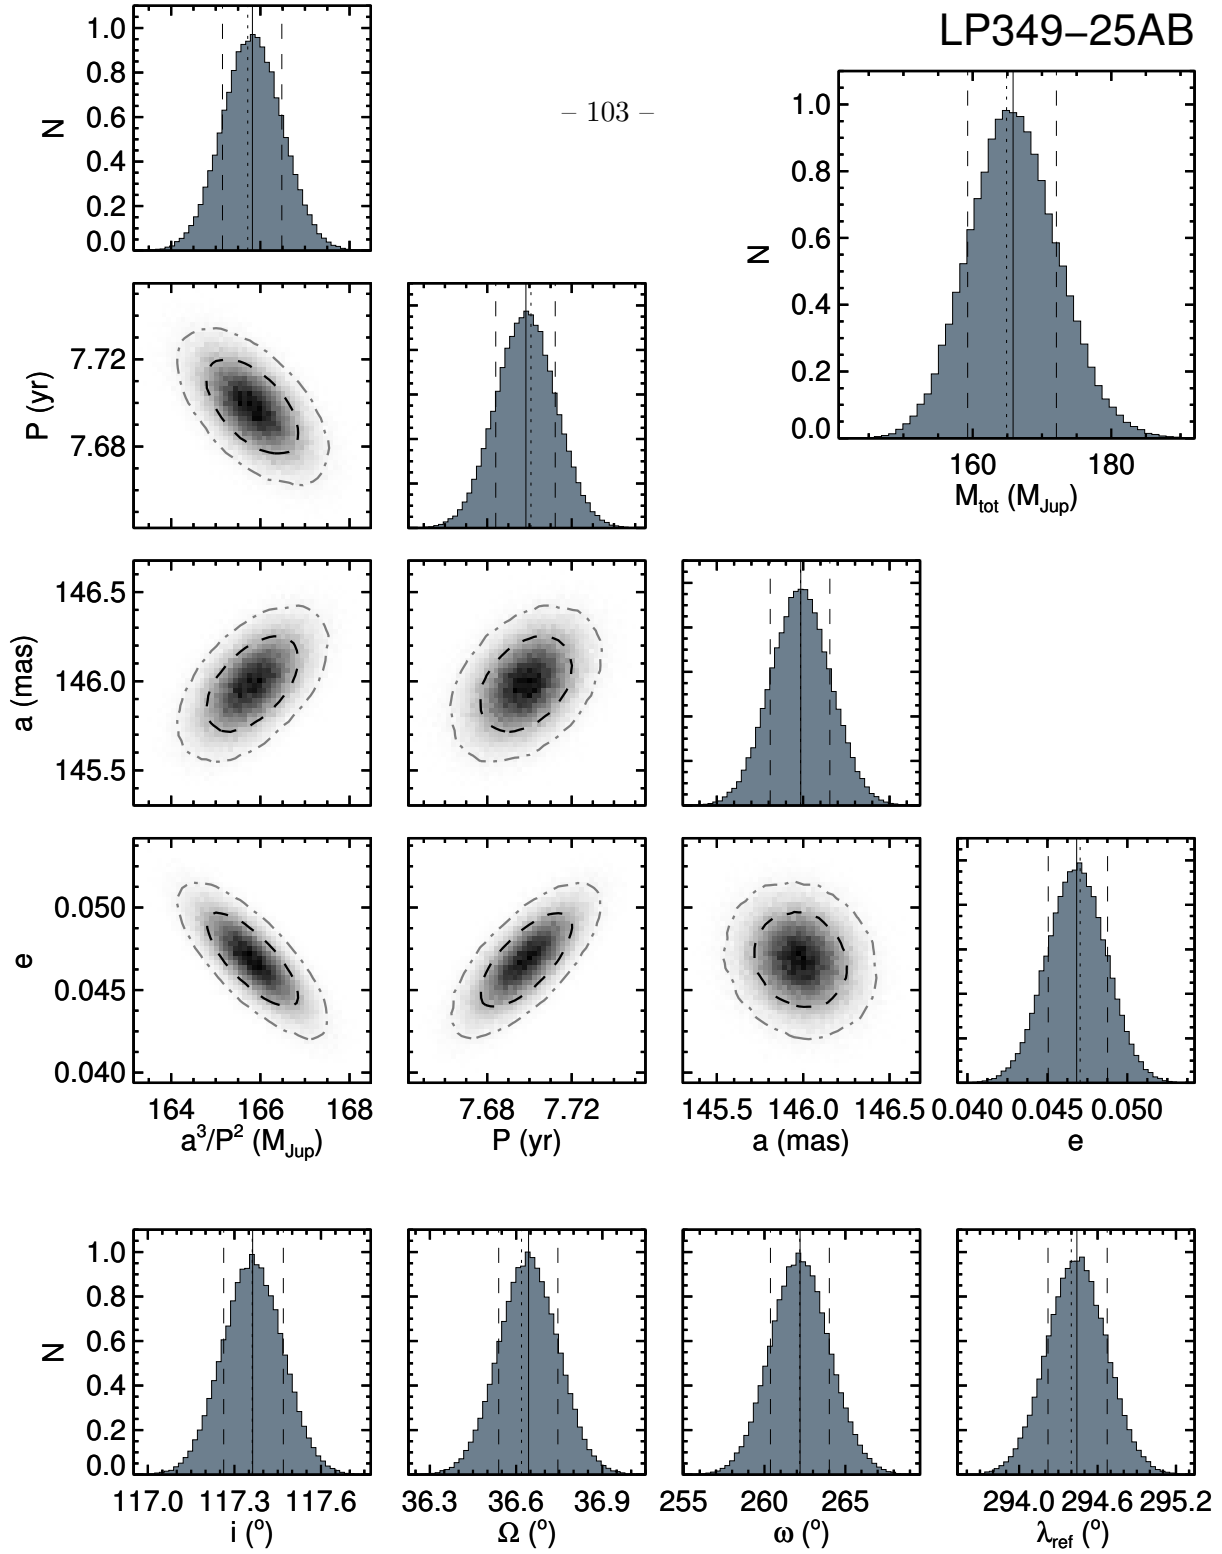 LP349−25AB
– 103 –
1.0
0.8
0.6
0.4
0.2
0.0
N
1.0
0.8
0.6
0.4
0.2
0.0
N
160 180
M_tot (M_Jup)
7.72
7.68
P (yr)
146.5
146.0
145.5
a (mas)
0.050
0.045
0.040
e
164 166 168
a³/P² (M_Jup)
7.68 7.72
P (yr)
145.5 146.0 146.5
a (mas)
0.040 0.045 0.050
e
1.0
0.8
0.6
0.4
0.2
0.0
N
117.0 117.3 117.6
i (º)
36.3 36.6 36.9
Ω (º)
255 260 265
ω (º)
294.0 294.6 295.2
λ_ref (º)